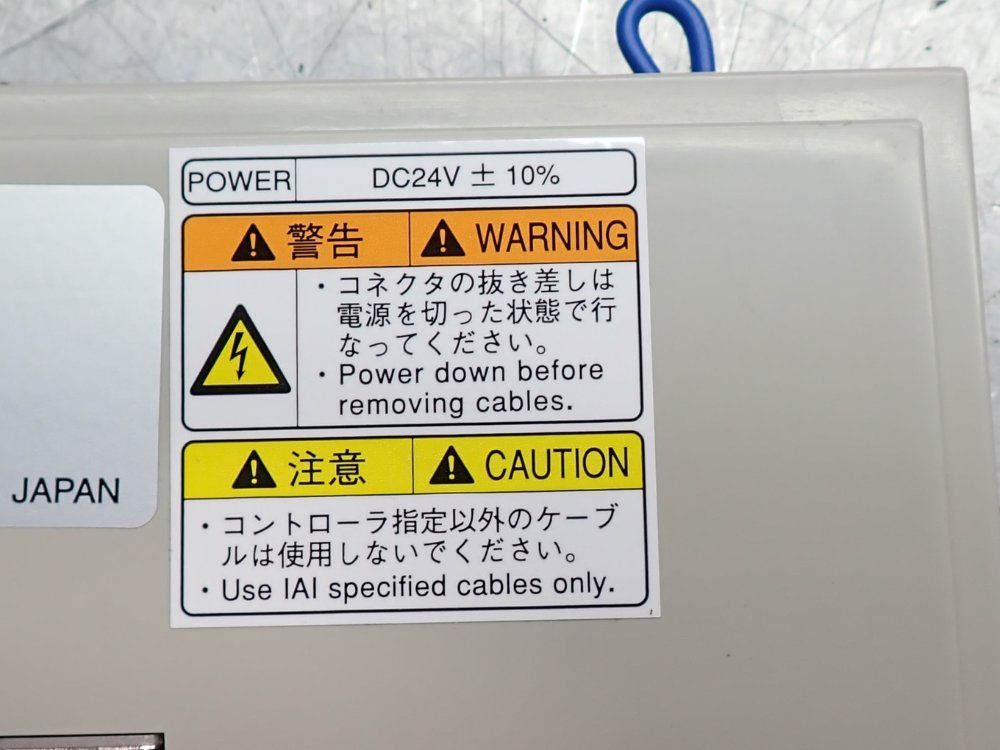 POWER DC24V ± 10%
警告 WARNING
・コネクタの抜き差しは
電源を切った状態で行
なってください。
・Power down before
removing cables.
注意 CAUTION
JAPAN
・コントローラ指定以外のケーブ
ルは使用しないでください。
・Use IAI specified cables only.